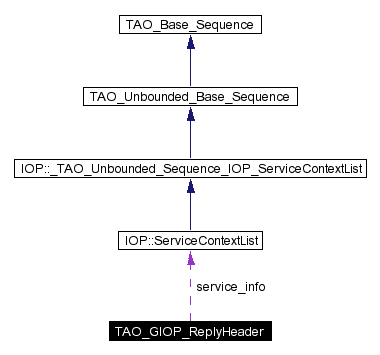 TAO_Base_Sequence
TAO_Unbounded_Base_Sequence
IOP::_TAO_Unbounded_Sequence_IOP_ServiceContextList
IOP::ServiceContextList
service_info
TAO_GIOP_ReplyHeader